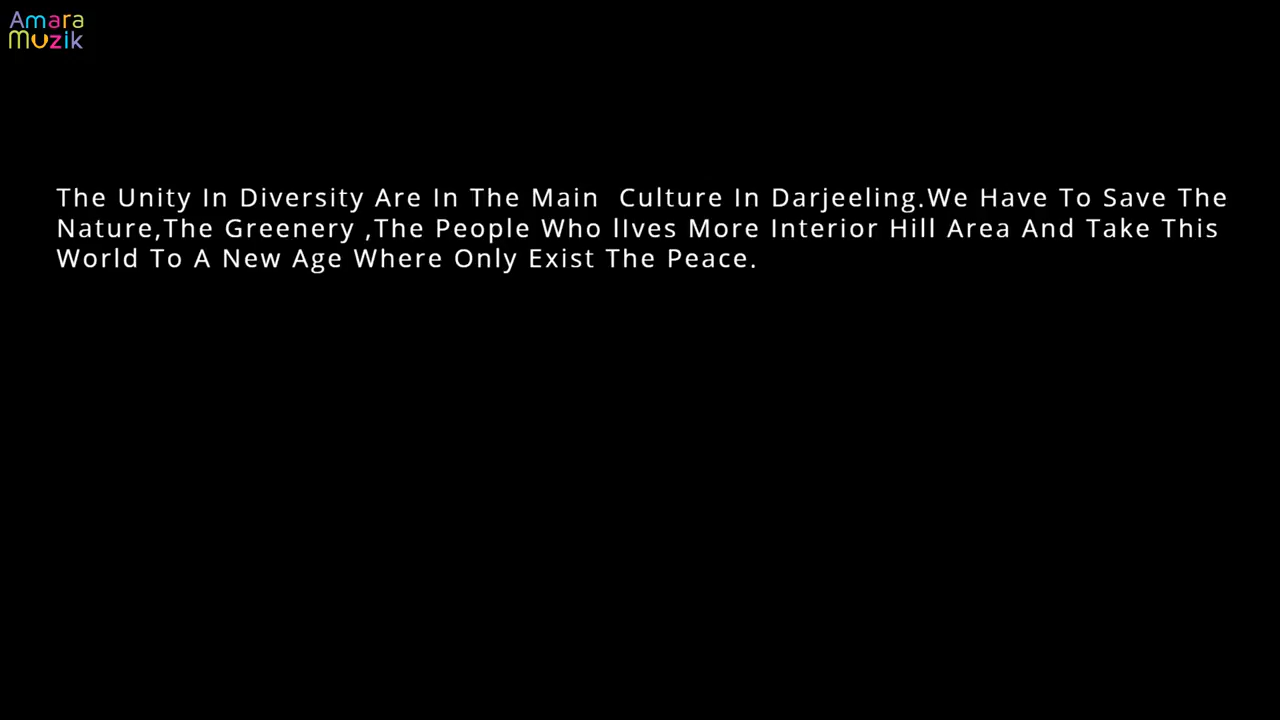 Amara
Muzik
The Unity In Diversity Are In The Main  Culture In Darjeeling.We Have To Save The
Nature,The Greenery ,The People Who lIves More Interior Hill Area And Take This
World To A New Age Where Only Exist The Peace.